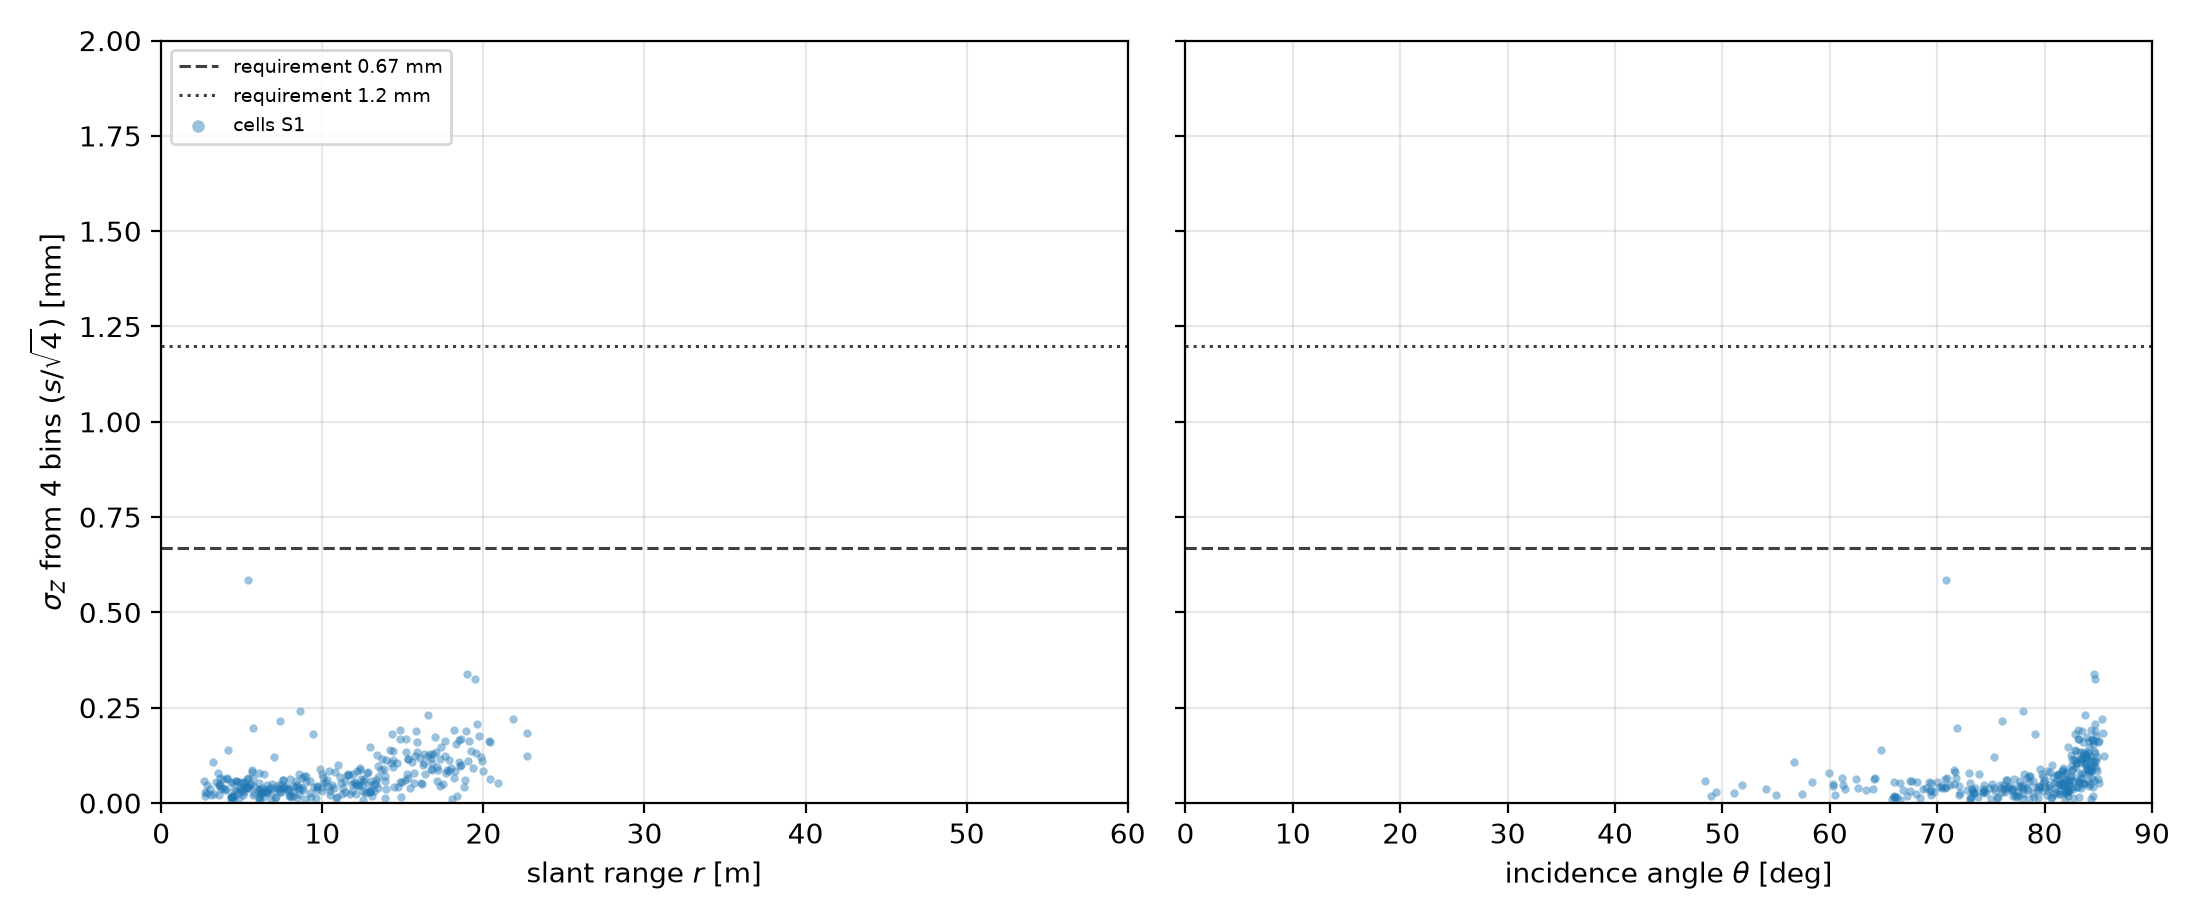 2.00
1.75
1.50
1.25
1.00
0.75
0.50
0.25
0.00
σ_Z from 4 bins (s/√4) [mm]
requirement 0.67 mm
requirement 1.2 mm
cells S1
0 10 20 30 40 50 60
slant range r [m]
0 10 20 30 40 50 60 70 80 90
incidence angle θ [deg]